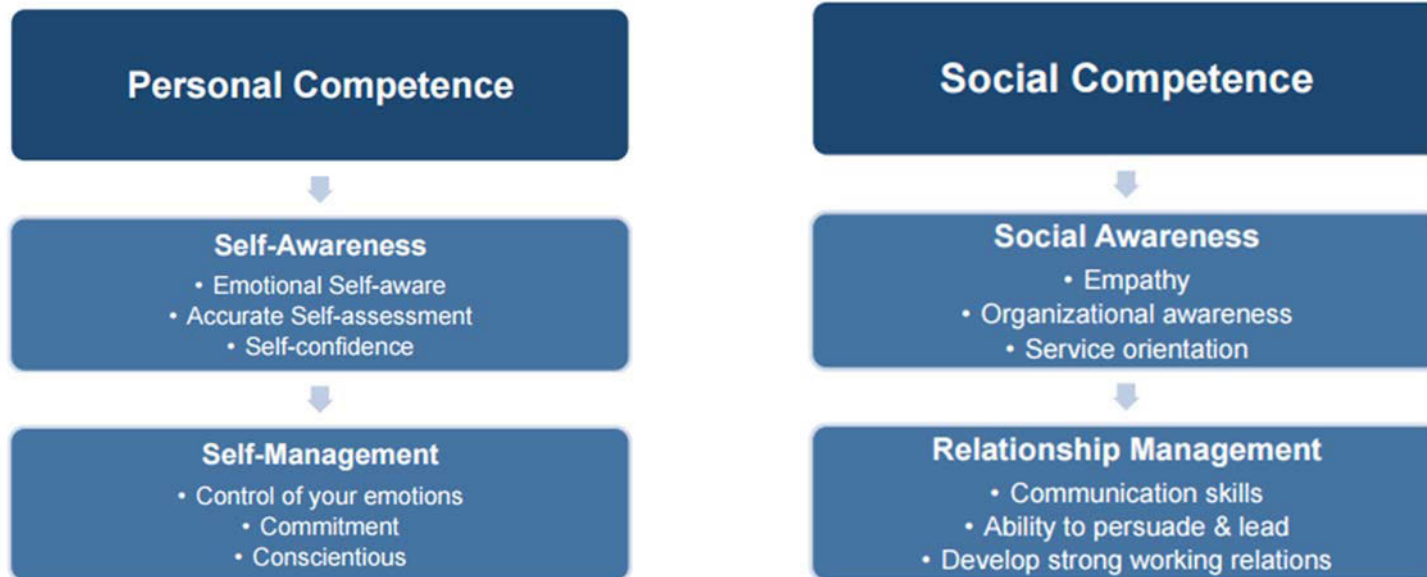 Personal Competence
Self-Awareness
• Emotional Self-aware
• Accurate Self-assessment
• Self-confidence
Self-Management
• Control of your emotions
• Commitment
• Conscientious
Social Competence
Social Awareness
• Empathy
• Organizational awareness
• Service orientation
Relationship Management
• Communication skills
• Ability to persuade & lead
• Develop strong working relations